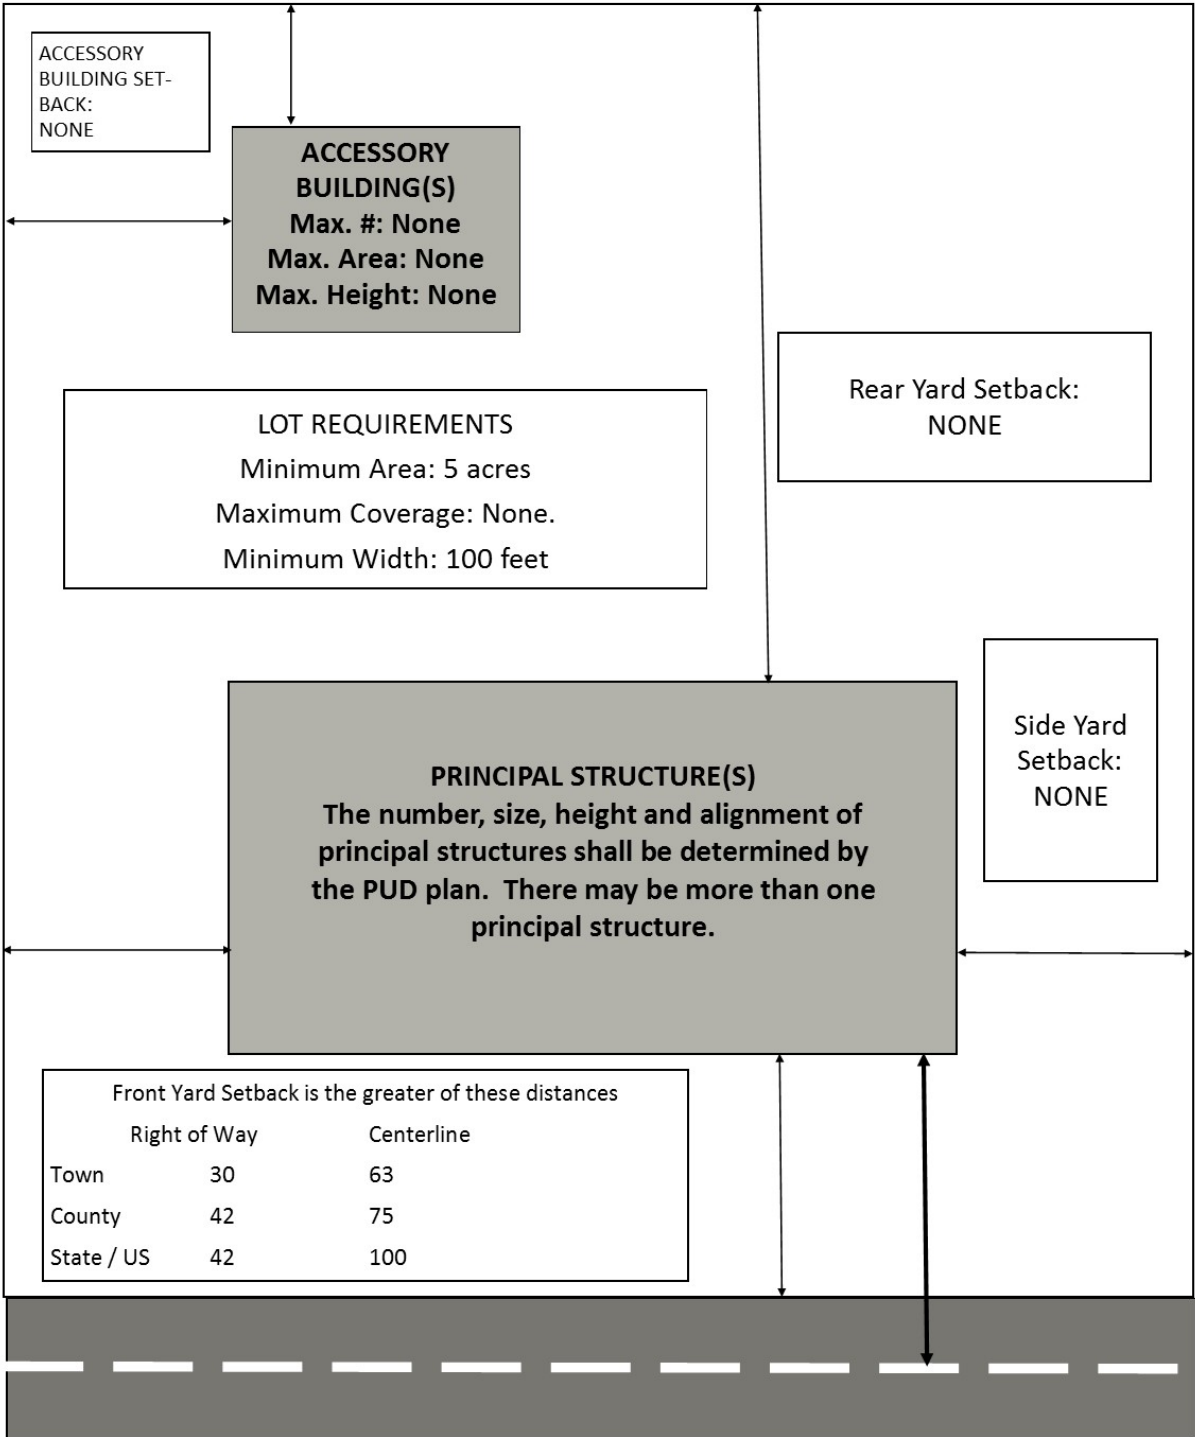 ACCESSORY
BUILDING SET-
BACK:
NONE
ACCESSORY
BUILDING(S)
Max. #: None
Max. Area: None
Max. Height: None
Rear Yard Setback:
NONE
LOT REQUIREMENTS
Minimum Area: 5 acres
Maximum Coverage: None.
Minimum Width: 100 feet
Side Yard
Setback:
NONE
PRINCIPAL STRUCTURE(S)
The number, size, height and alignment of
principal structures shall be determined by
the PUD plan.  There may be more than one
principal structure.
Front Yard Setback is the greater of these distances
Right of Way Centerline
Town 30 63
County 42 75
State / US 42 100